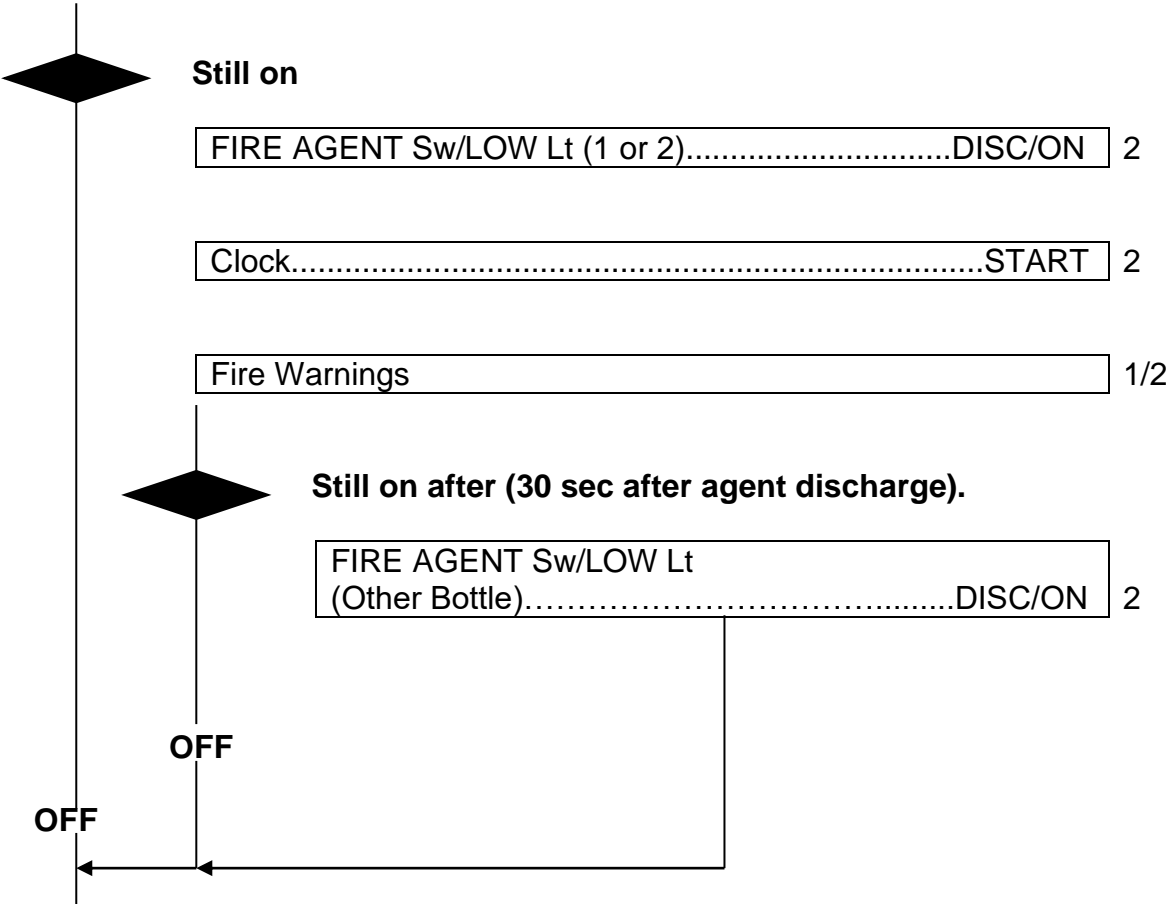 Still on
FIRE AGENT Sw/LOW Lt (1 or 2)..............................DISC/ON 2
Clock..............................................................................START 2
Fire Warnings 1/2
Still on after (30 sec after agent discharge).
FIRE AGENT Sw/LOW Lt
(Other Bottle)…………………………………….........DISC/ON 2
OFF
OFF